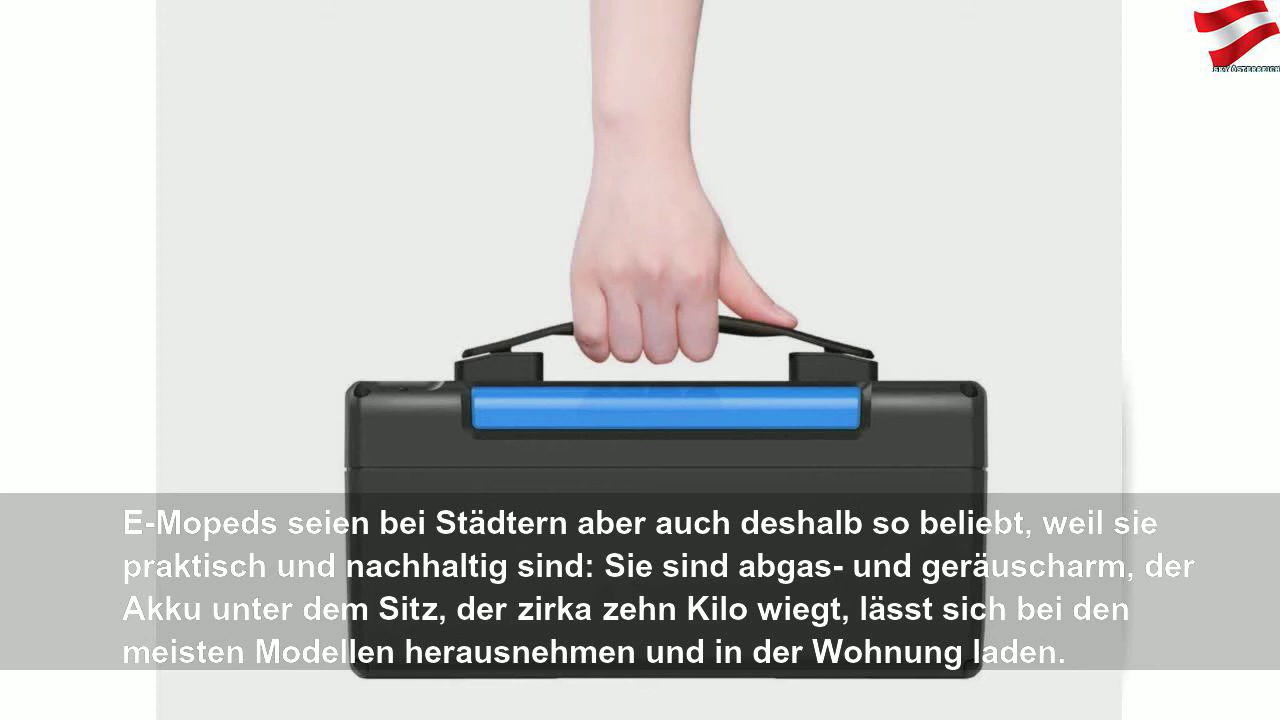 SKY ÖSTERREICH
E-Mopeds seien bei Städtern aber auch deshalb so beliebt, weil sie
praktisch und nachhaltig sind: Sie sind abgas- und geräuscharm, der
Akku unter dem Sitz, der zirka zehn Kilo wiegt, lässt sich bei den
meisten Modellen herausnehmen und in der Wohnung laden.